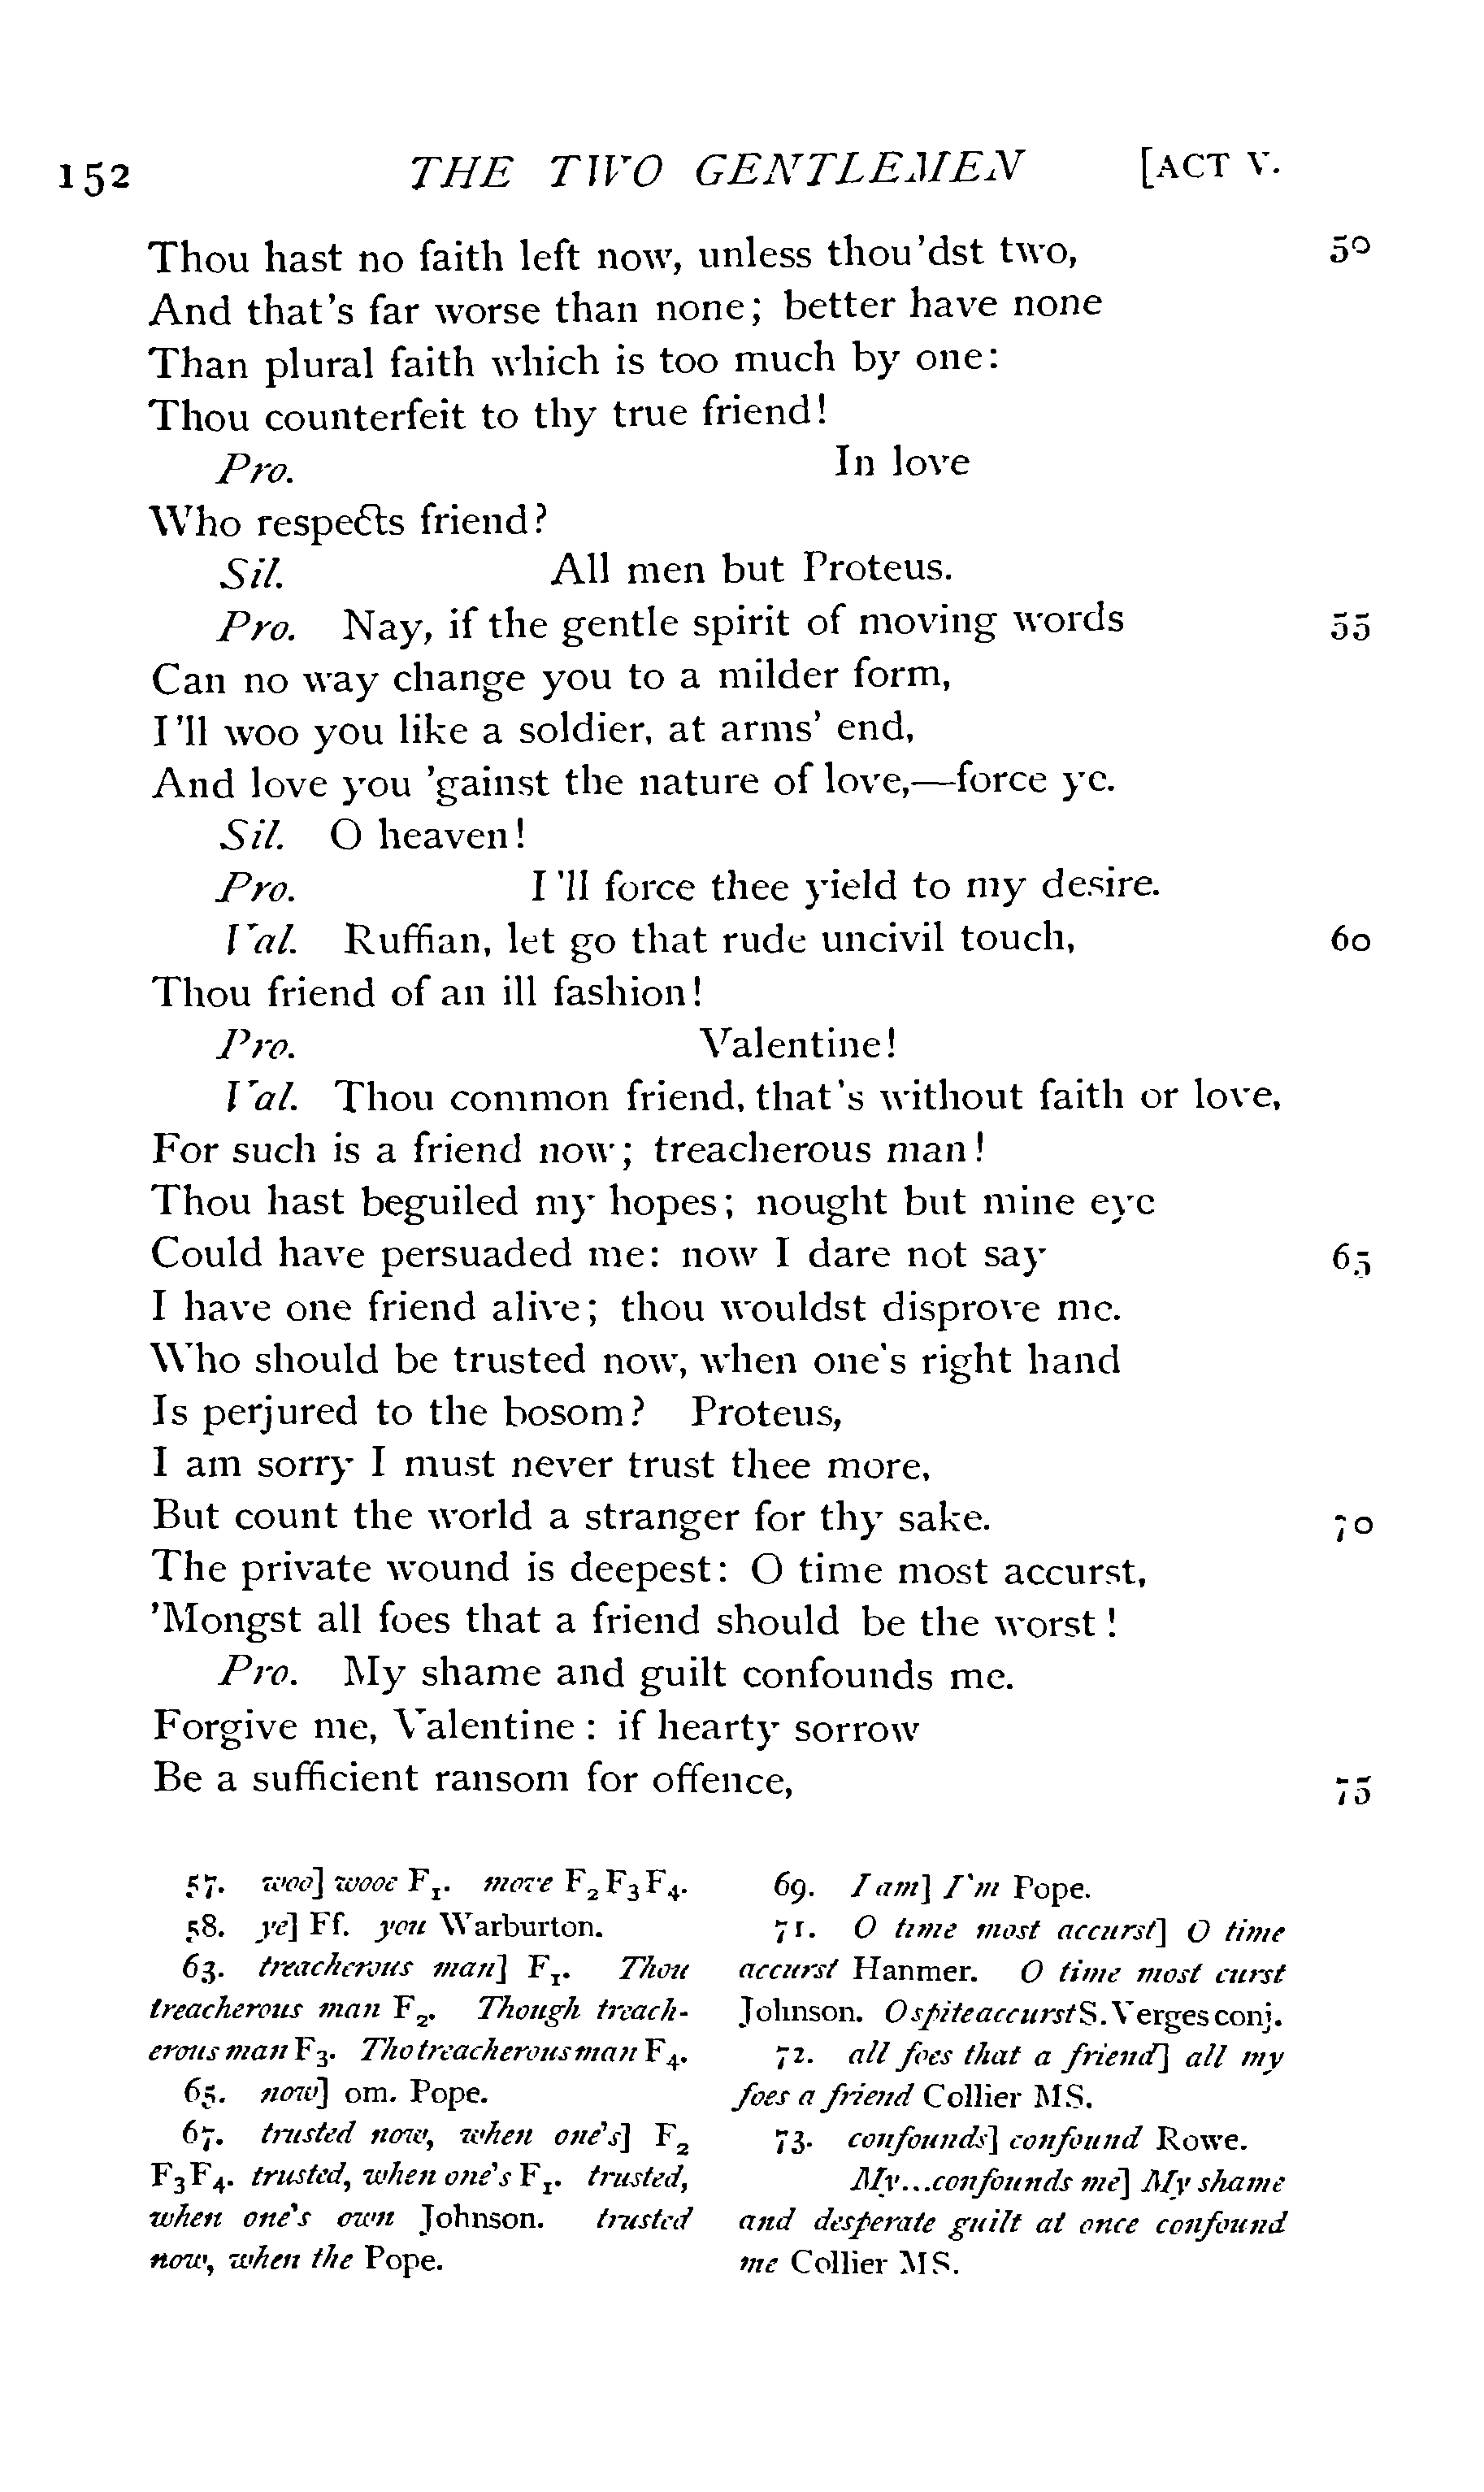 152 THE TWO GENTLEMEN [ACT V.
Thou hast no faith left now, unless thou'dst two, 50
And that's far worse than none; better have none
Than plural faith which is too much by one:
Thou counterfeit to thy true friend!
Pro. In love
Who respects friend?
Sil. All men but Proteus.
Pro. Nay, if the gentle spirit of moving words 55
Can no way change you to a milder form,
I'll woo you like a soldier, at arms' end,
And love you 'gainst the nature of love,—force ye.
Sil. O heaven!
Pro. I'll force thee yield to my desire.
Val. Ruffian, let go that rude uncivil touch, 60
Thou friend of an ill fashion!
Pro. Valentine!
Val. Thou common friend, that's without faith or love,
For such is a friend now; treacherous man!
Thou hast beguiled my hopes; nought but mine eye
Could have persuaded me: now I dare not say 65
I have one friend alive; thou wouldst disprove me.
Who should be trusted now, when one's right hand
Is perjured to the bosom? Proteus,
I am sorry I must never trust thee more,
But count the world a stranger for thy sake. 70
The private wound is deepest: O time most accurst,
'Mongst all foes that a friend should be the worst!
Pro. My shame and guilt confounds me.
Forgive me, Valentine: if hearty sorrow
Be a sufficient ransom for offence, 75
57. woo] wooe F1. move F2 F3 F4.
58. ye] Ff. you Warburton.
63. treacherous man] F1. Thou
treacherous man F2. Though treach-
erous man F3. Tho treacherous man F4.
65. now] om. Pope.
67. trusted now, when one's] F2
F3 F4. trusted, when one's F1. trusted,
when one's own Johnson. trusted
now, when the Pope.
69. I am] I'm Pope.
71. O time most accurst] O time
accurst Hanmer. O time most curst
Johnson. O spite accurst S. Verges conj.
72. all foes that a friend] all my
foes a friend Collier MS.
73. confounds] confound Rowe.
My...confounds me] My shame
and desperate guilt at once confound
me Collier MS.